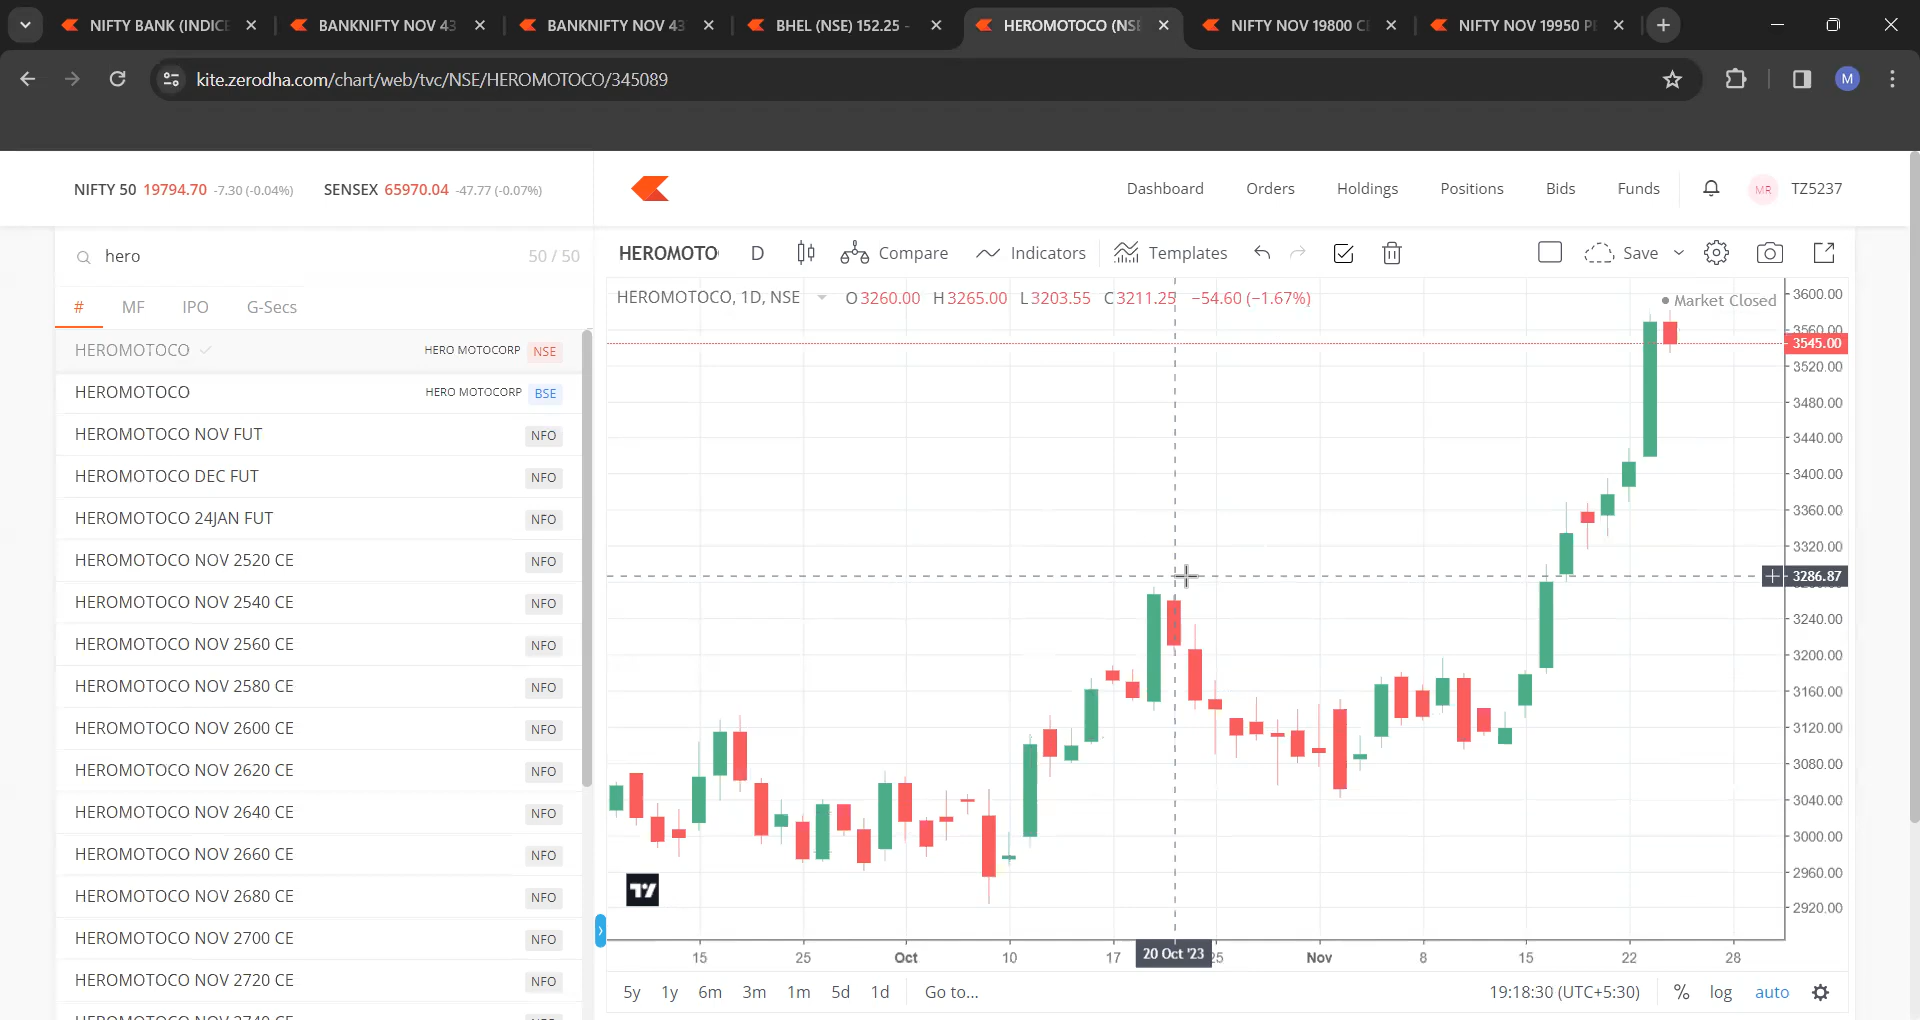 NIFTY BANK (INDICE
BANKNIFTY NOV 43
BANKNIFTY NOV 43
BHEL (NSE) 152.25 -
HEROMOTOCO (NSE
NIFTY NOV 19800 CE
NIFTY NOV 19950 PE
kite.zerodha.com/chart/web/tvc/NSE/HEROMOTOCO/345089
M
NIFTY 50 19794.70 -7.30 (-0.04%)
SENSEX 65970.04 -47.77 (-0.07%)
Dashboard
Orders
Holdings
Positions
Bids
Funds
MR TZ5237
hero
50 / 50
# MF IPO G-Secs
HEROMOTOCO HERO MOTOCORP NSE
HEROMOTOCO HERO MOTOCORP BSE
HEROMOTOCO NOV FUT NFO
HEROMOTOCO DEC FUT NFO
HEROMOTOCO 24JAN FUT NFO
HEROMOTOCO NOV 2520 CE NFO
HEROMOTOCO NOV 2540 CE NFO
HEROMOTOCO NOV 2560 CE NFO
HEROMOTOCO NOV 2580 CE NFO
HEROMOTOCO NOV 2600 CE NFO
HEROMOTOCO NOV 2620 CE NFO
HEROMOTOCO NOV 2640 CE NFO
HEROMOTOCO NOV 2660 CE NFO
HEROMOTOCO NOV 2680 CE NFO
HEROMOTOCO NOV 2700 CE NFO
HEROMOTOCO NOV 2720 CE NFO
HEROMOTOCO NOV 2740 CE NFO
HEROMOTO D Compare Indicators Templates Save
HEROMOTOCO, 1D, NSE O3260.00 H3265.00 L3203.55 C3211.25 −54.60 (−1.67%)
Market Closed
3600.00
3560.00
3545.00
3520.00
3480.00
3440.00
3400.00
3360.00
3320.00
3286.87
3240.00
3200.00
3160.00
3120.00
3080.00
3040.00
3000.00
2960.00
2920.00
15 25 Oct 10 17 20 Oct '23 25 Nov 8 15 22 28
5y 1y 6m 3m 1m 5d 1d Go to...
19:18:30 (UTC+5:30) % log auto